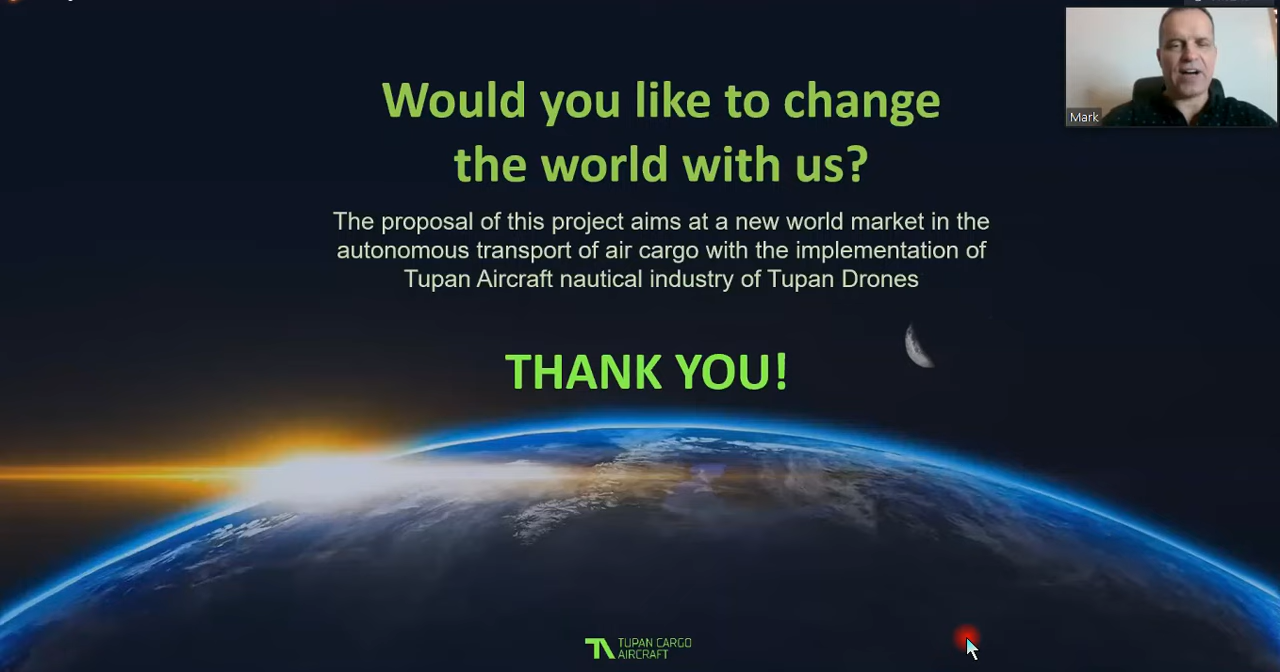 Mark
Would you like to change
the world with us?
The proposal of this project aims at a new world market in the
autonomous transport of air cargo with the implementation of
Tupan Aircraft nautical industry of Tupan Drones
THANK YOU!
TUPAN CARGO
AIRCRAFT